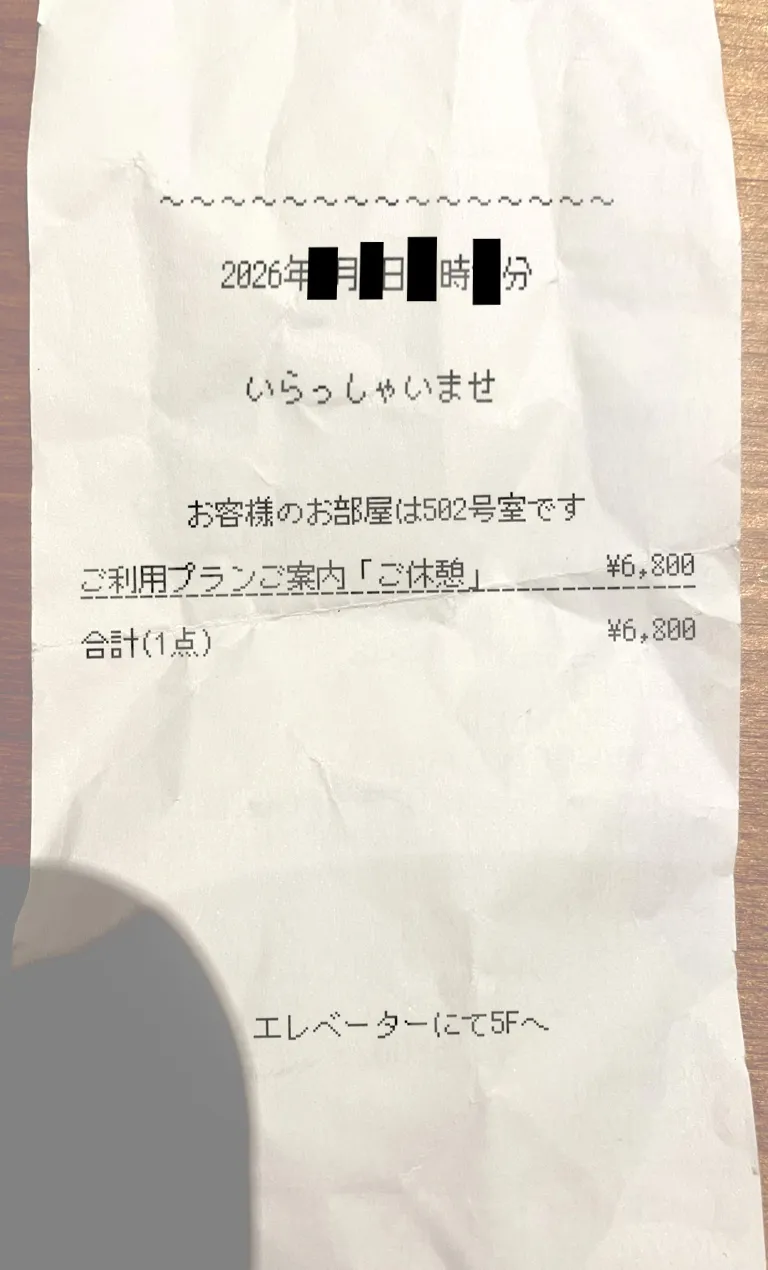 ～～～～～～～～～～～～～～～
2026年 月 日 時 分
いらっしゃいませ
お客様のお部屋は502号室です
ご利用プランご案内「ご休憩」 ¥6,800
合計(1点) ¥6,800
エレベーターにて5Fへ